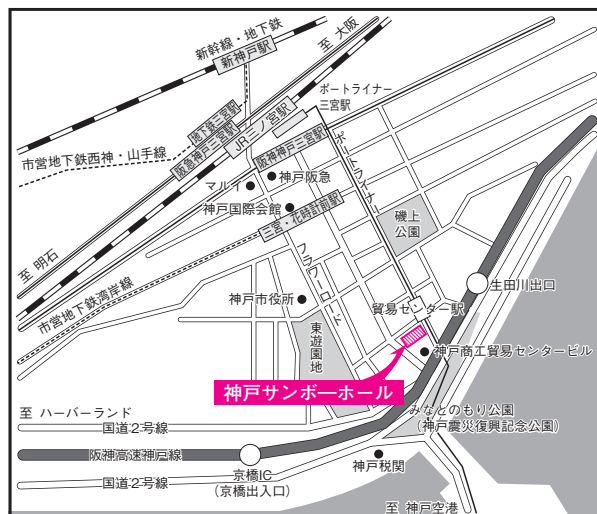 新幹線・地下鉄
新神戸駅
至 大阪
ポートライナー
三宮駅
地下鉄三宮駅
JR三ノ宮駅
市営地下鉄西神・山手線
阪急神戸三宮駅
阪神神戸三宮駅
ポートライナー
マルイ
神戸阪急
神戸国際会館
三宮・花時計前駅
磯上
公園
至 明石
市営地下鉄湾岸線
フラワーロード
生田川出口
神戸市役所
貿易センター駅
東遊園地
神戸商工貿易センタービル
神戸サンボーホール
至 ハーバーランド
みなとのもり公園
(神戸震災復興記念公園)
国道2号線
阪神高速神戸線
京橋IC
(京橋出入口)
神戸税関
国道2号線
至 神戸空港